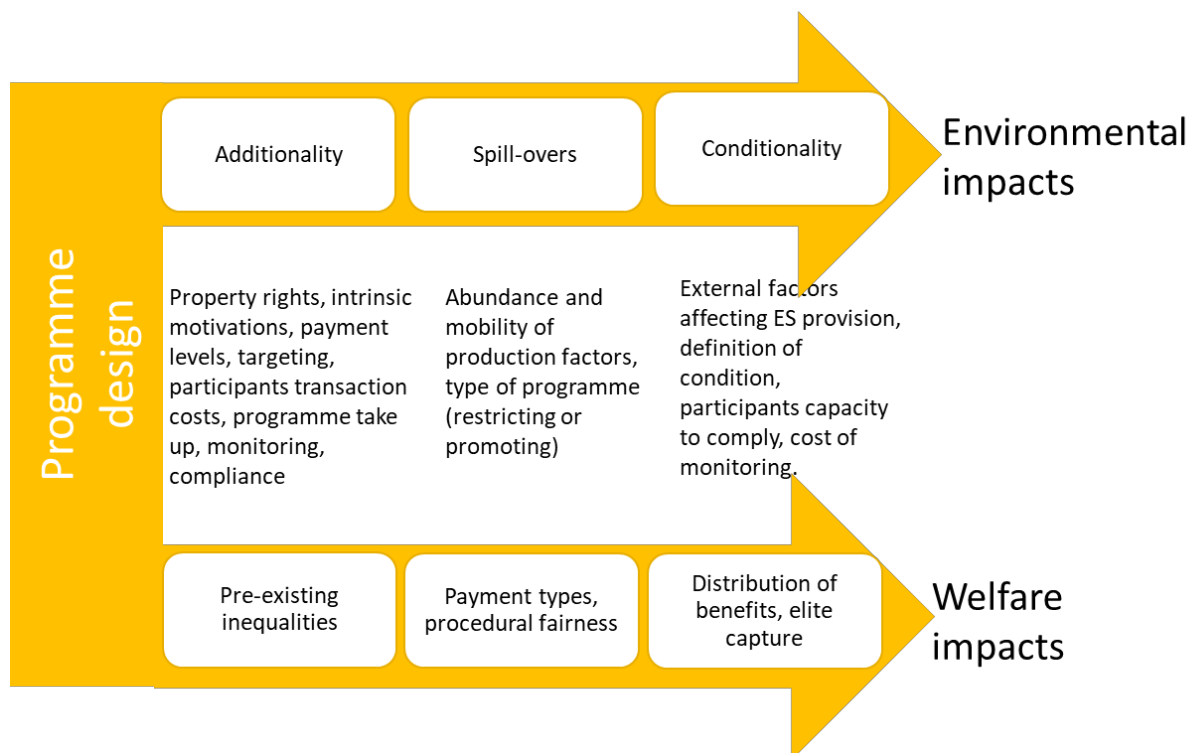 Programme
design
Additionality
Spill-overs
Conditionality
Environmental
impacts
Property rights, intrinsic
motivations, payment
levels, targeting,
participants transaction
costs, programme take
up, monitoring,
compliance
Abundance and
mobility of
production factors,
type of programme
(restricting or
promoting)
External factors
affecting ES provision,
definition of
condition,
participants capacity
to comply, cost of
monitoring.
Pre-existing
inequalities
Payment types,
procedural fairness
Distribution of
benefits, elite
capture
Welfare
impacts